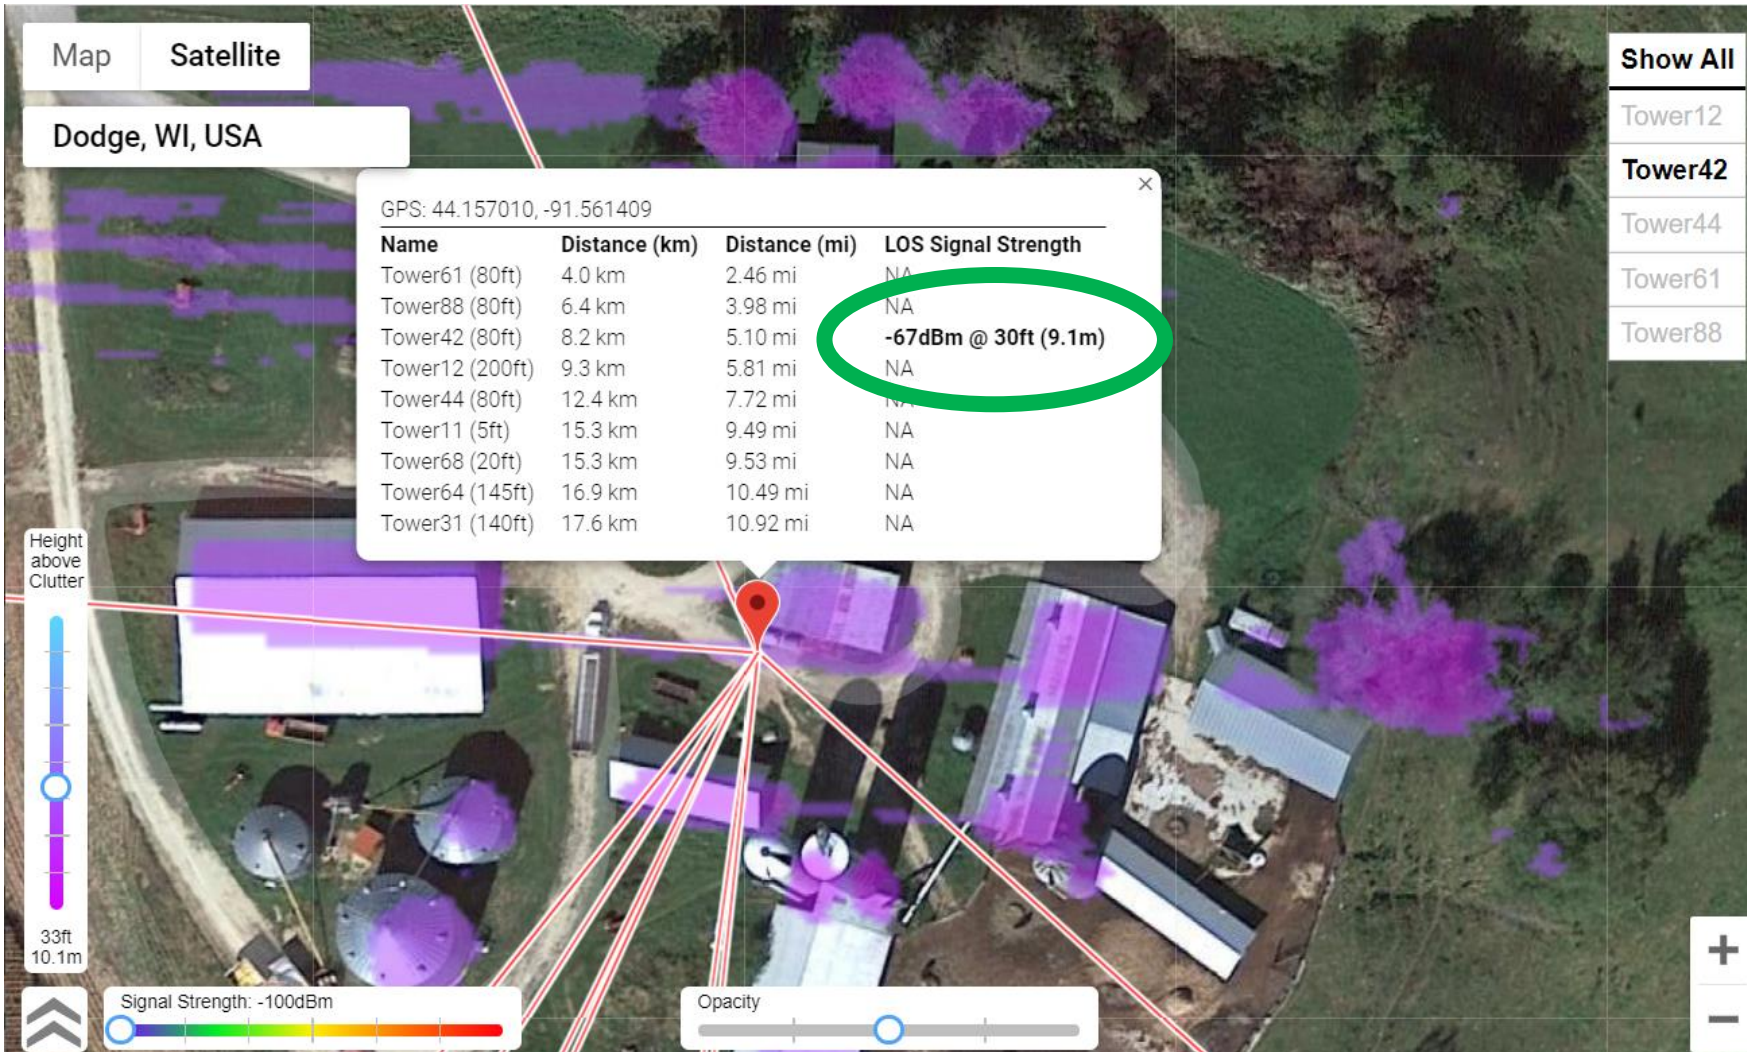 Map Satellite
Dodge, WI, USA
Show All
Tower12
Tower42
Tower44
Tower61
Tower88
GPS: 44.157010, -91.561409
Name Distance (km) Distance (mi) LOS Signal Strength
Tower61 (80ft) 4.0 km 2.46 mi NA
Tower88 (80ft) 6.4 km 3.98 mi NA
Tower42 (80ft) 8.2 km 5.10 mi -67dBm @ 30ft (9.1m)
Tower12 (200ft) 9.3 km 5.81 mi NA
Tower44 (80ft) 12.4 km 7.72 mi NA
Tower11 (5ft) 15.3 km 9.49 mi NA
Tower68 (20ft) 15.3 km 9.53 mi NA
Tower64 (145ft) 16.9 km 10.49 mi NA
Tower31 (140ft) 17.6 km 10.92 mi NA
Height
above
Clutter
33ft
10.1m
Signal Strength: -100dBm
Opacity